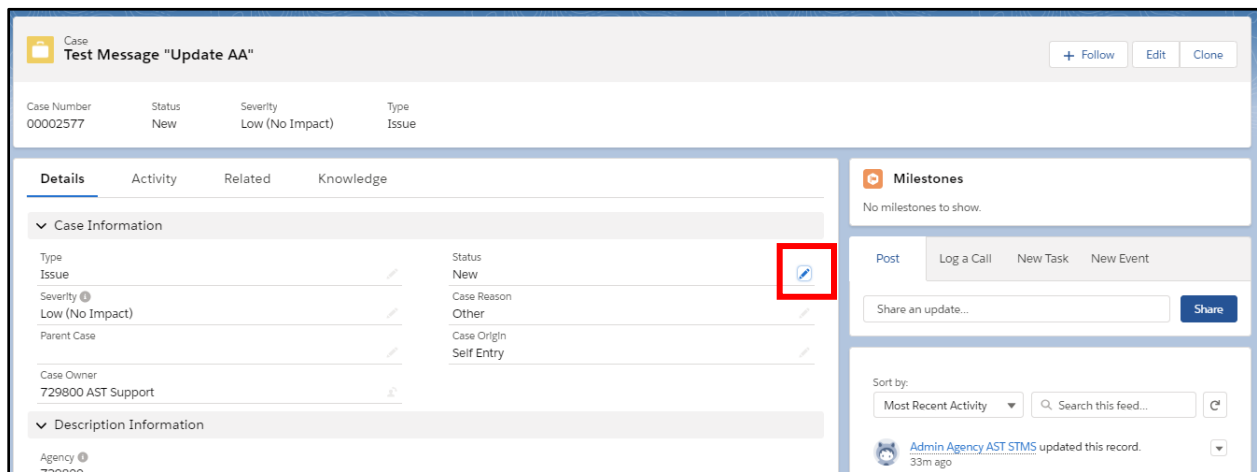 Case
Test Message "Update AA"
+ Follow
Edit
Clone
Case Number
Status
Severity
Type
00002577
New
Low (No Impact)
Issue
Details
Activity
Related
Knowledge
Case Information
Type
Status
Issue
New
Severity
Case Reason
Low (No Impact)
Other
Parent Case
Case Origin
Self Entry
Case Owner
729800 AST Support
Description Information
Agency
729800
Milestones
No milestones to show.
Post
Log a Call
New Task
New Event
Share an update...
Share
Sort by:
Most Recent Activity
Search this feed...
Admin Agency AST STMS updated this record.
33m ago